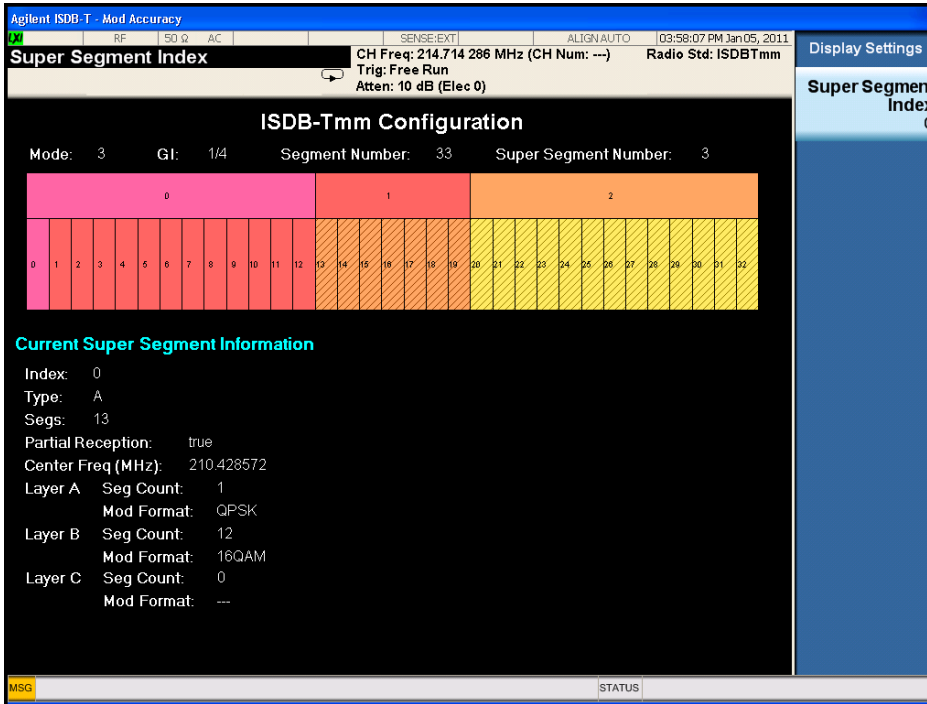 Agilent ISDB-T - Mod Accuracy
LXI RF 50 Ω AC SENSE:EXT ALIGN AUTO 03:58:07 PM Jan 05, 2011
Super Segment Index
CH Freq: 214.714 286 MHz (CH Num: ---) Radio Std: ISDBTmm
Trig: Free Run
Atten: 10 dB (Elec 0)
Display Settings
Super Segmen
Index
ISDB-Tmm Configuration
Mode: 3 GI: 1/4 Segment Number: 33 Super Segment Number: 3
0 1 2
0 1 2 3 4 5 6 7 8 9 10 11 12 13 14 15 16 17 18 19 20 21 22 23 24 25 26 27 28 29 30 31 32
Current Super Segment Information
Index: 0
Type: A
Segs: 13
Partial Reception: true
Center Freq (MHz): 210.428572
Layer A Seg Count: 1
Mod Format: QPSK
Layer B Seg Count: 12
Mod Format: 16QAM
Layer C Seg Count: 0
Mod Format: ---
MSG STATUS